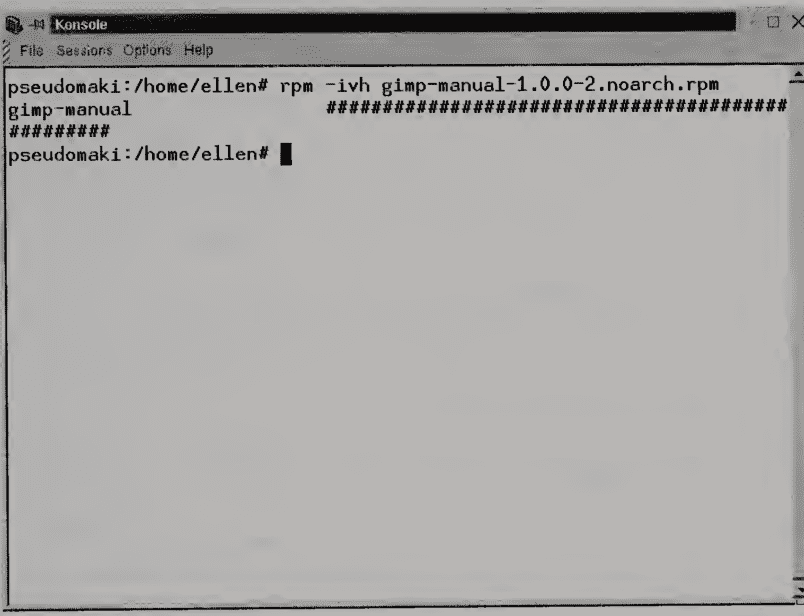 Konsole
File Sessions Options Help
pseudomaki:/home/ellen# rpm -ivh gimp-manual-1.0.0-2.noarch.rpm
gimp-manual #########################################
#########
pseudomaki:/home/ellen#